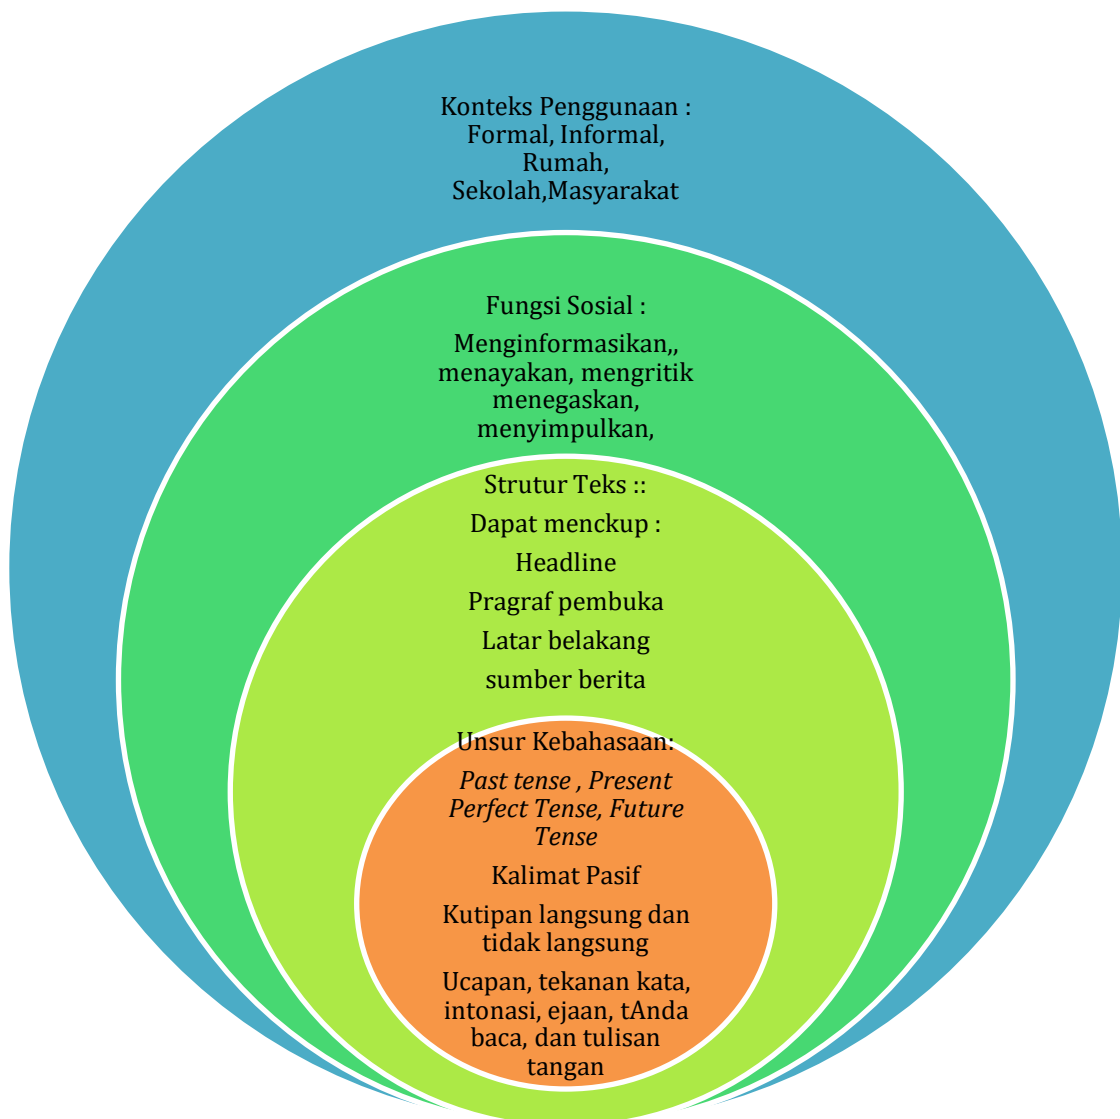 Konteks Penggunaan :
Formal, Informal,
Rumah,
Sekolah,Masyarakat
Fungsi Sosial :
Menginformasikan,,
menayakan, mengritik
menegaskan,
menyimpulkan,
Strutur Teks ::
Dapat menckup :
Headline
Pragraf pembuka
Latar belakang
sumber berita
Unsur Kebahasaan:
Past tense , Present
Perfect Tense, Future
Tense
Kalimat Pasif
Kutipan langsung dan
tidak langsung
Ucapan, tekanan kata,
intonasi, ejaan, tAnda
baca, dan tulisan
tangan